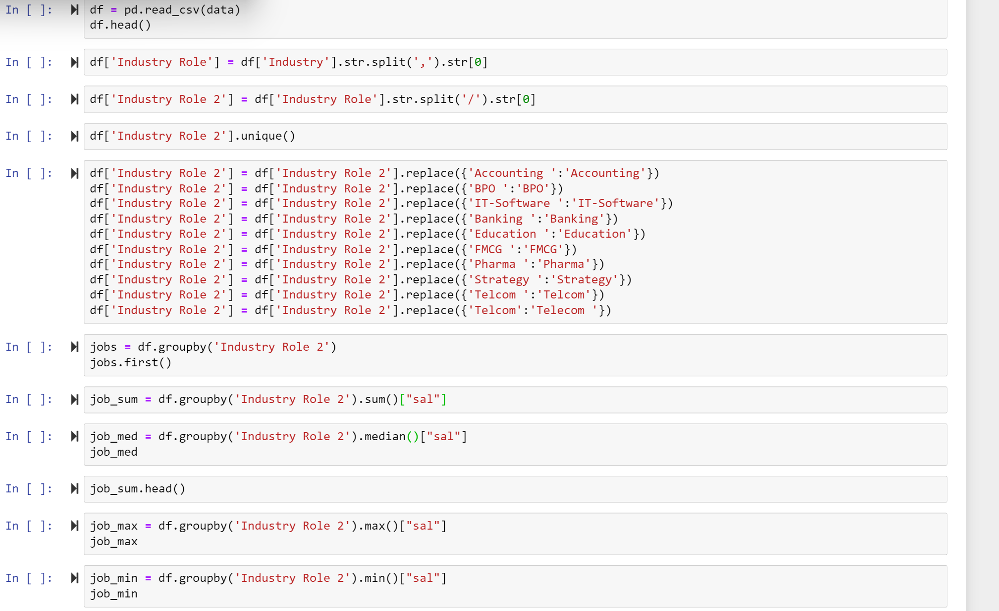 In [ ]: df = pd.read_csv(data)
df.head()
In [ ]: df['Industry Role'] = df['Industry'].str.split(',').str[0]
In [ ]: df['Industry Role 2'] = df['Industry Role'].str.split('/').str[0]
In [ ]: df['Industry Role 2'].unique()
In [ ]: df['Industry Role 2'] = df['Industry Role 2'].replace({'Accounting ':'Accounting'})
df['Industry Role 2'] = df['Industry Role 2'].replace({'BPO ':'BPO'})
df['Industry Role 2'] = df['Industry Role 2'].replace({'IT-Software ':'IT-Software'})
df['Industry Role 2'] = df['Industry Role 2'].replace({'Banking ':'Banking'})
df['Industry Role 2'] = df['Industry Role 2'].replace({'Education ':'Education'})
df['Industry Role 2'] = df['Industry Role 2'].replace({'FMCG ':'FMCG'})
df['Industry Role 2'] = df['Industry Role 2'].replace({'Pharma ':'Pharma'})
df['Industry Role 2'] = df['Industry Role 2'].replace({'Strategy ':'Strategy'})
df['Industry Role 2'] = df['Industry Role 2'].replace({'Telcom ':'Telcom'})
df['Industry Role 2'] = df['Industry Role 2'].replace({'Telcom':'Telecom '})
In [ ]: jobs = df.groupby('Industry Role 2')
jobs.first()
In [ ]: job_sum = df.groupby('Industry Role 2').sum()["sal"]
In [ ]: job_med = df.groupby('Industry Role 2').median()["sal"]
job_med
In [ ]: job_sum.head()
In [ ]: job_max = df.groupby('Industry Role 2').max()["sal"]
job_max
In [ ]: job_min = df.groupby('Industry Role 2').min()["sal"]
job_min